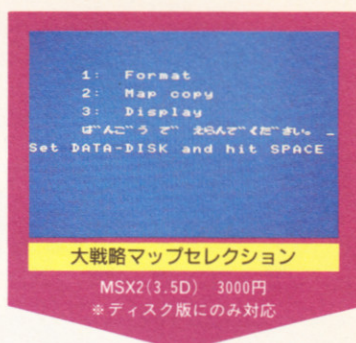 1: Format
2: Map copy
3: Display
ばんごう で えらんで ください。 _
Set DATA-DISK and hit SPACE
大戦略マップセレクション
MSX2(3.5D) 3000円
※ディスク版にのみ対応